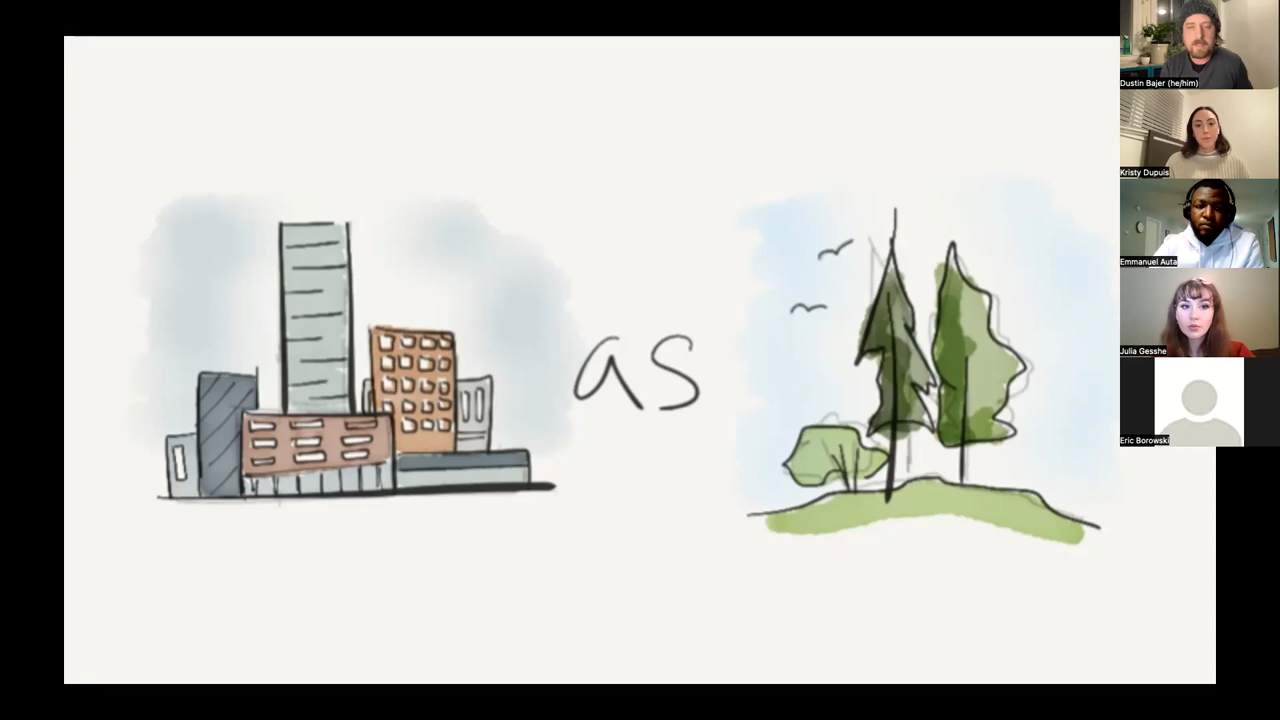 as
Dustin Bajer (he/him)
Kristy Dupuis
Emmanuel Auta
Julia Gesshe
Eric Borowski